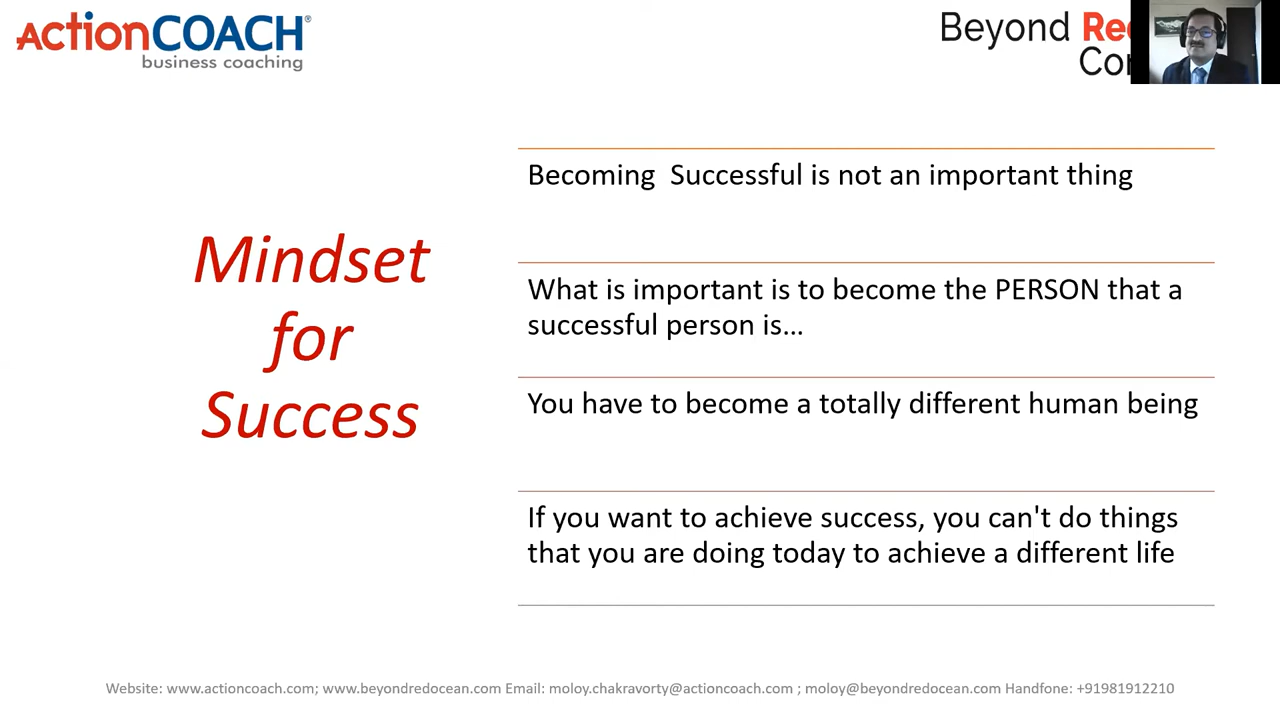 ActionCOACH®
business coaching
Beyond
Mindset
for
Success
Becoming  Successful is not an important thing
What is important is to become the PERSON that a
successful person is...
You have to become a totally different human being
If you want to achieve success, you can't do things
that you are doing today to achieve a different life
Website: www.actioncoach.com; www.beyondredocean.com Email: moloy.chakravorty@actioncoach.com ; moloy@beyondredocean.com Handfone: +91981912210